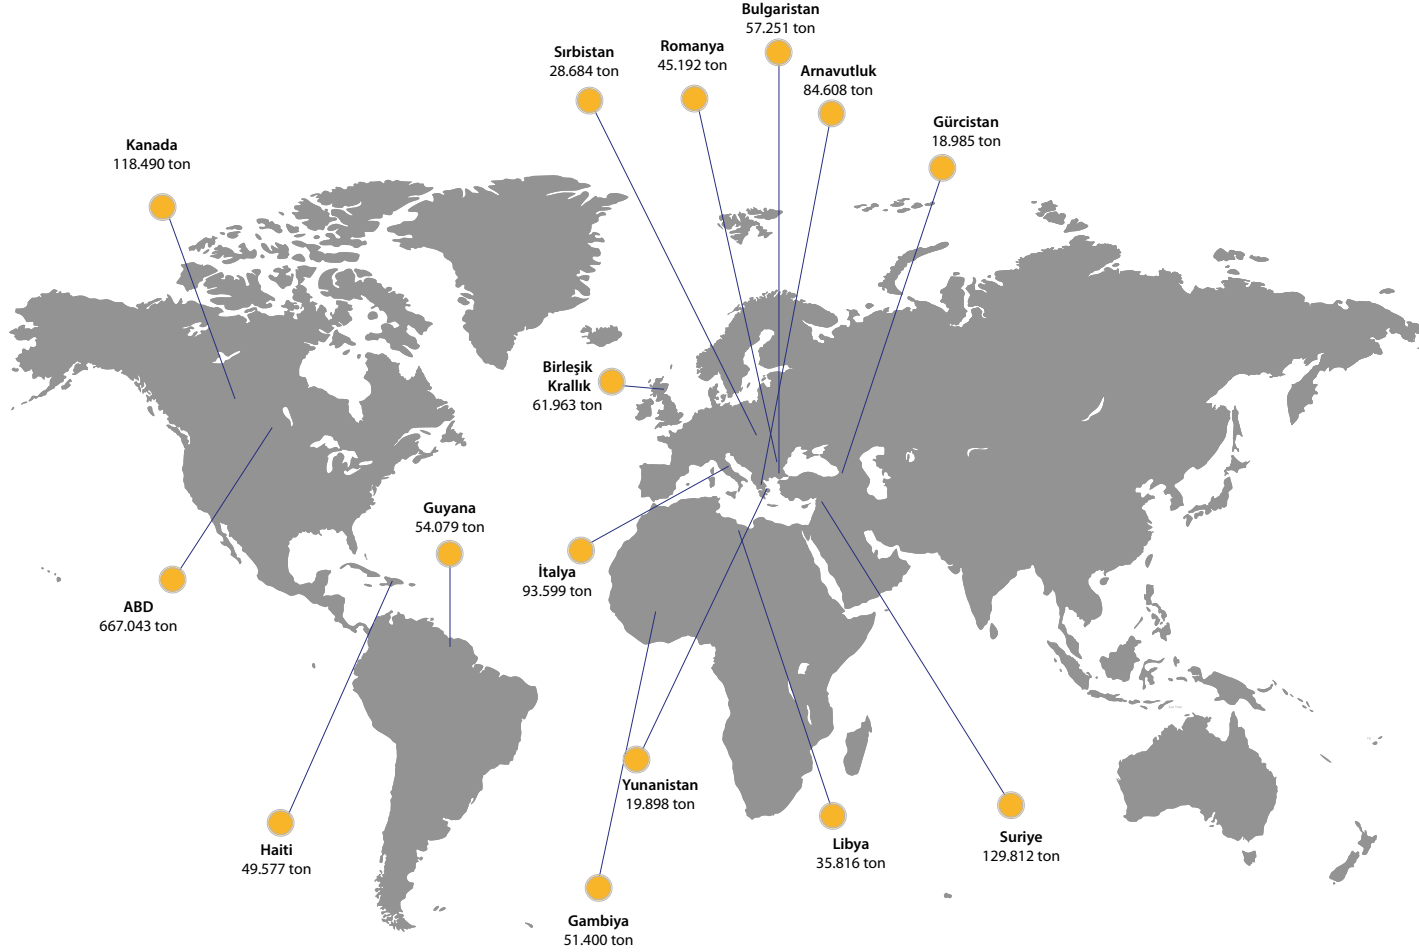 Bulgaristan
57.251 ton
Sırbistan
28.684 ton
Romanya
45.192 ton
Arnavutluk
84.608 ton
Gürcistan
18.985 ton
Kanada
118.490 ton
Birleşik
Krallık
61.963 ton
Guyana
54.079 ton
İtalya
93.599 ton
ABD
667.043 ton
Yunanistan
19.898 ton
Haiti
49.577 ton
Libya
35.816 ton
Suriye
129.812 ton
Gambiya
51.400 ton